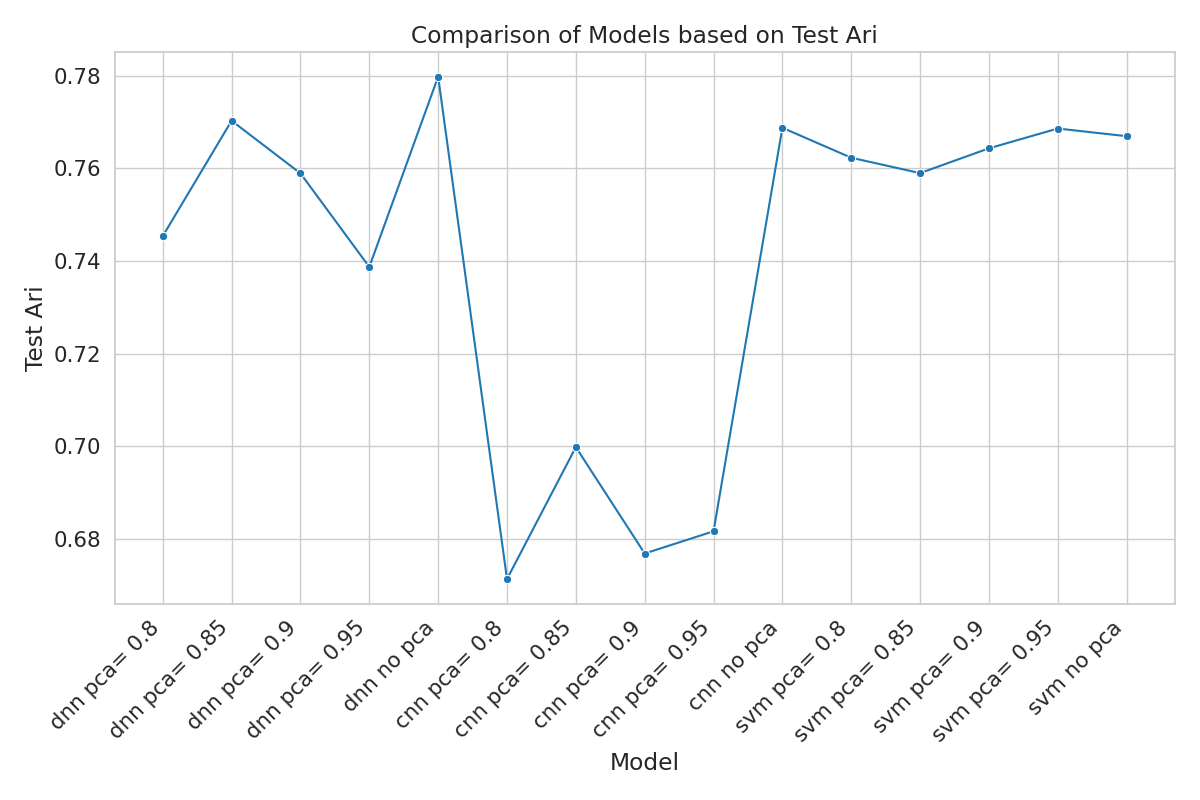 Comparison of Models based on Test Ari
Test Ari
0.78
0.76
0.74
0.72
0.70
0.68
dnn pca= 0.8
dnn pca= 0.85
dnn pca= 0.9
dnn pca= 0.95
dnn no pca
cnn pca= 0.8
cnn pca= 0.85
cnn pca= 0.9
cnn pca= 0.95
cnn no pca
svm pca= 0.8
svm pca= 0.85
svm pca= 0.9
svm pca= 0.95
svm no pca
Model